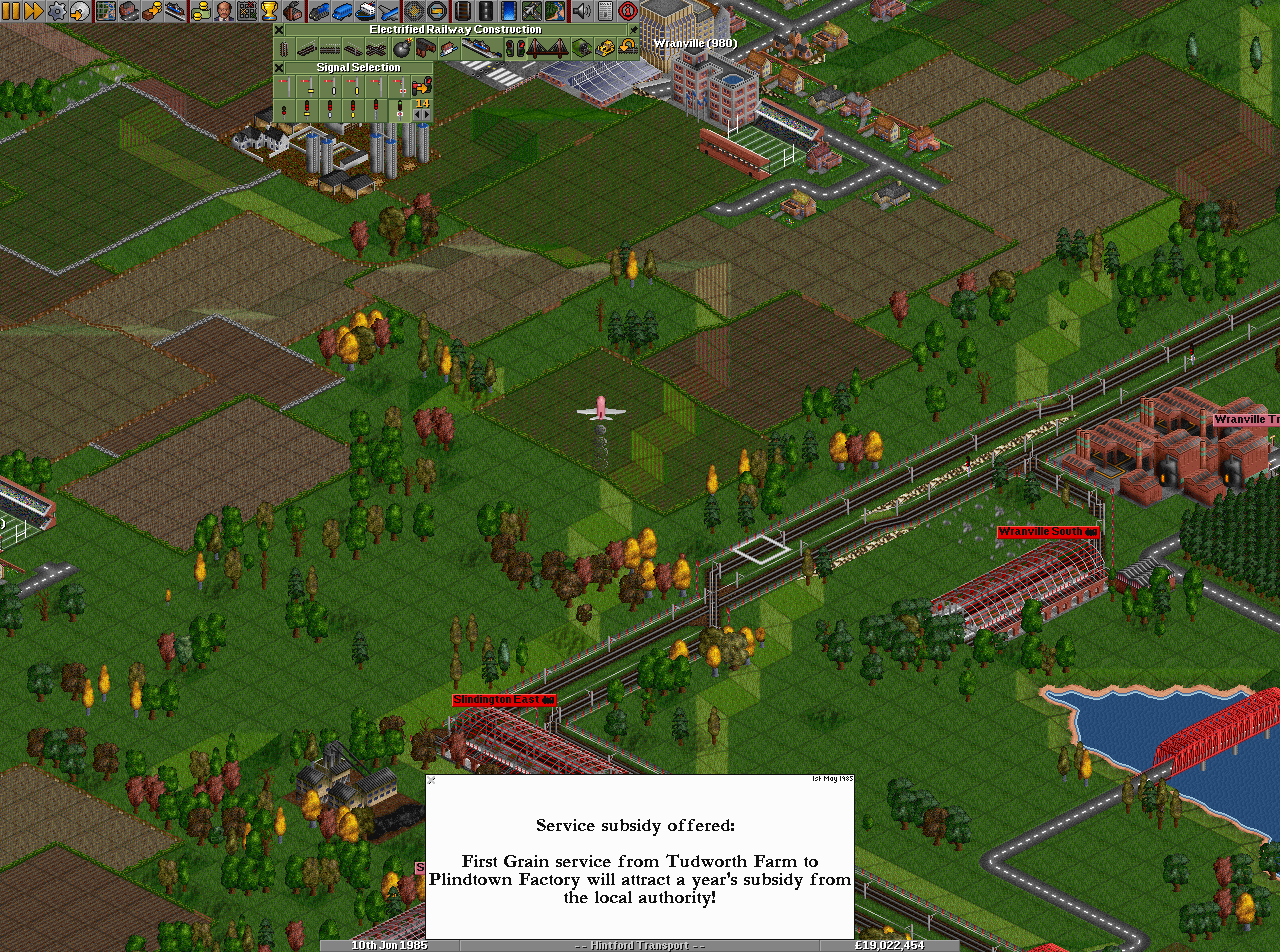 Electrified Railway Construction
Wranville (980)
Signal Selection
14
Wranville Tr
Wranville South
Slindington East
1st May 1985
Service subsidy offered:
First Grain service from Tudworth Farm to
Plindtown Factory will attract a year's subsidy from
the local authority!
S
10th Jun 1985
-- Hintford Transport --
£19,022,454